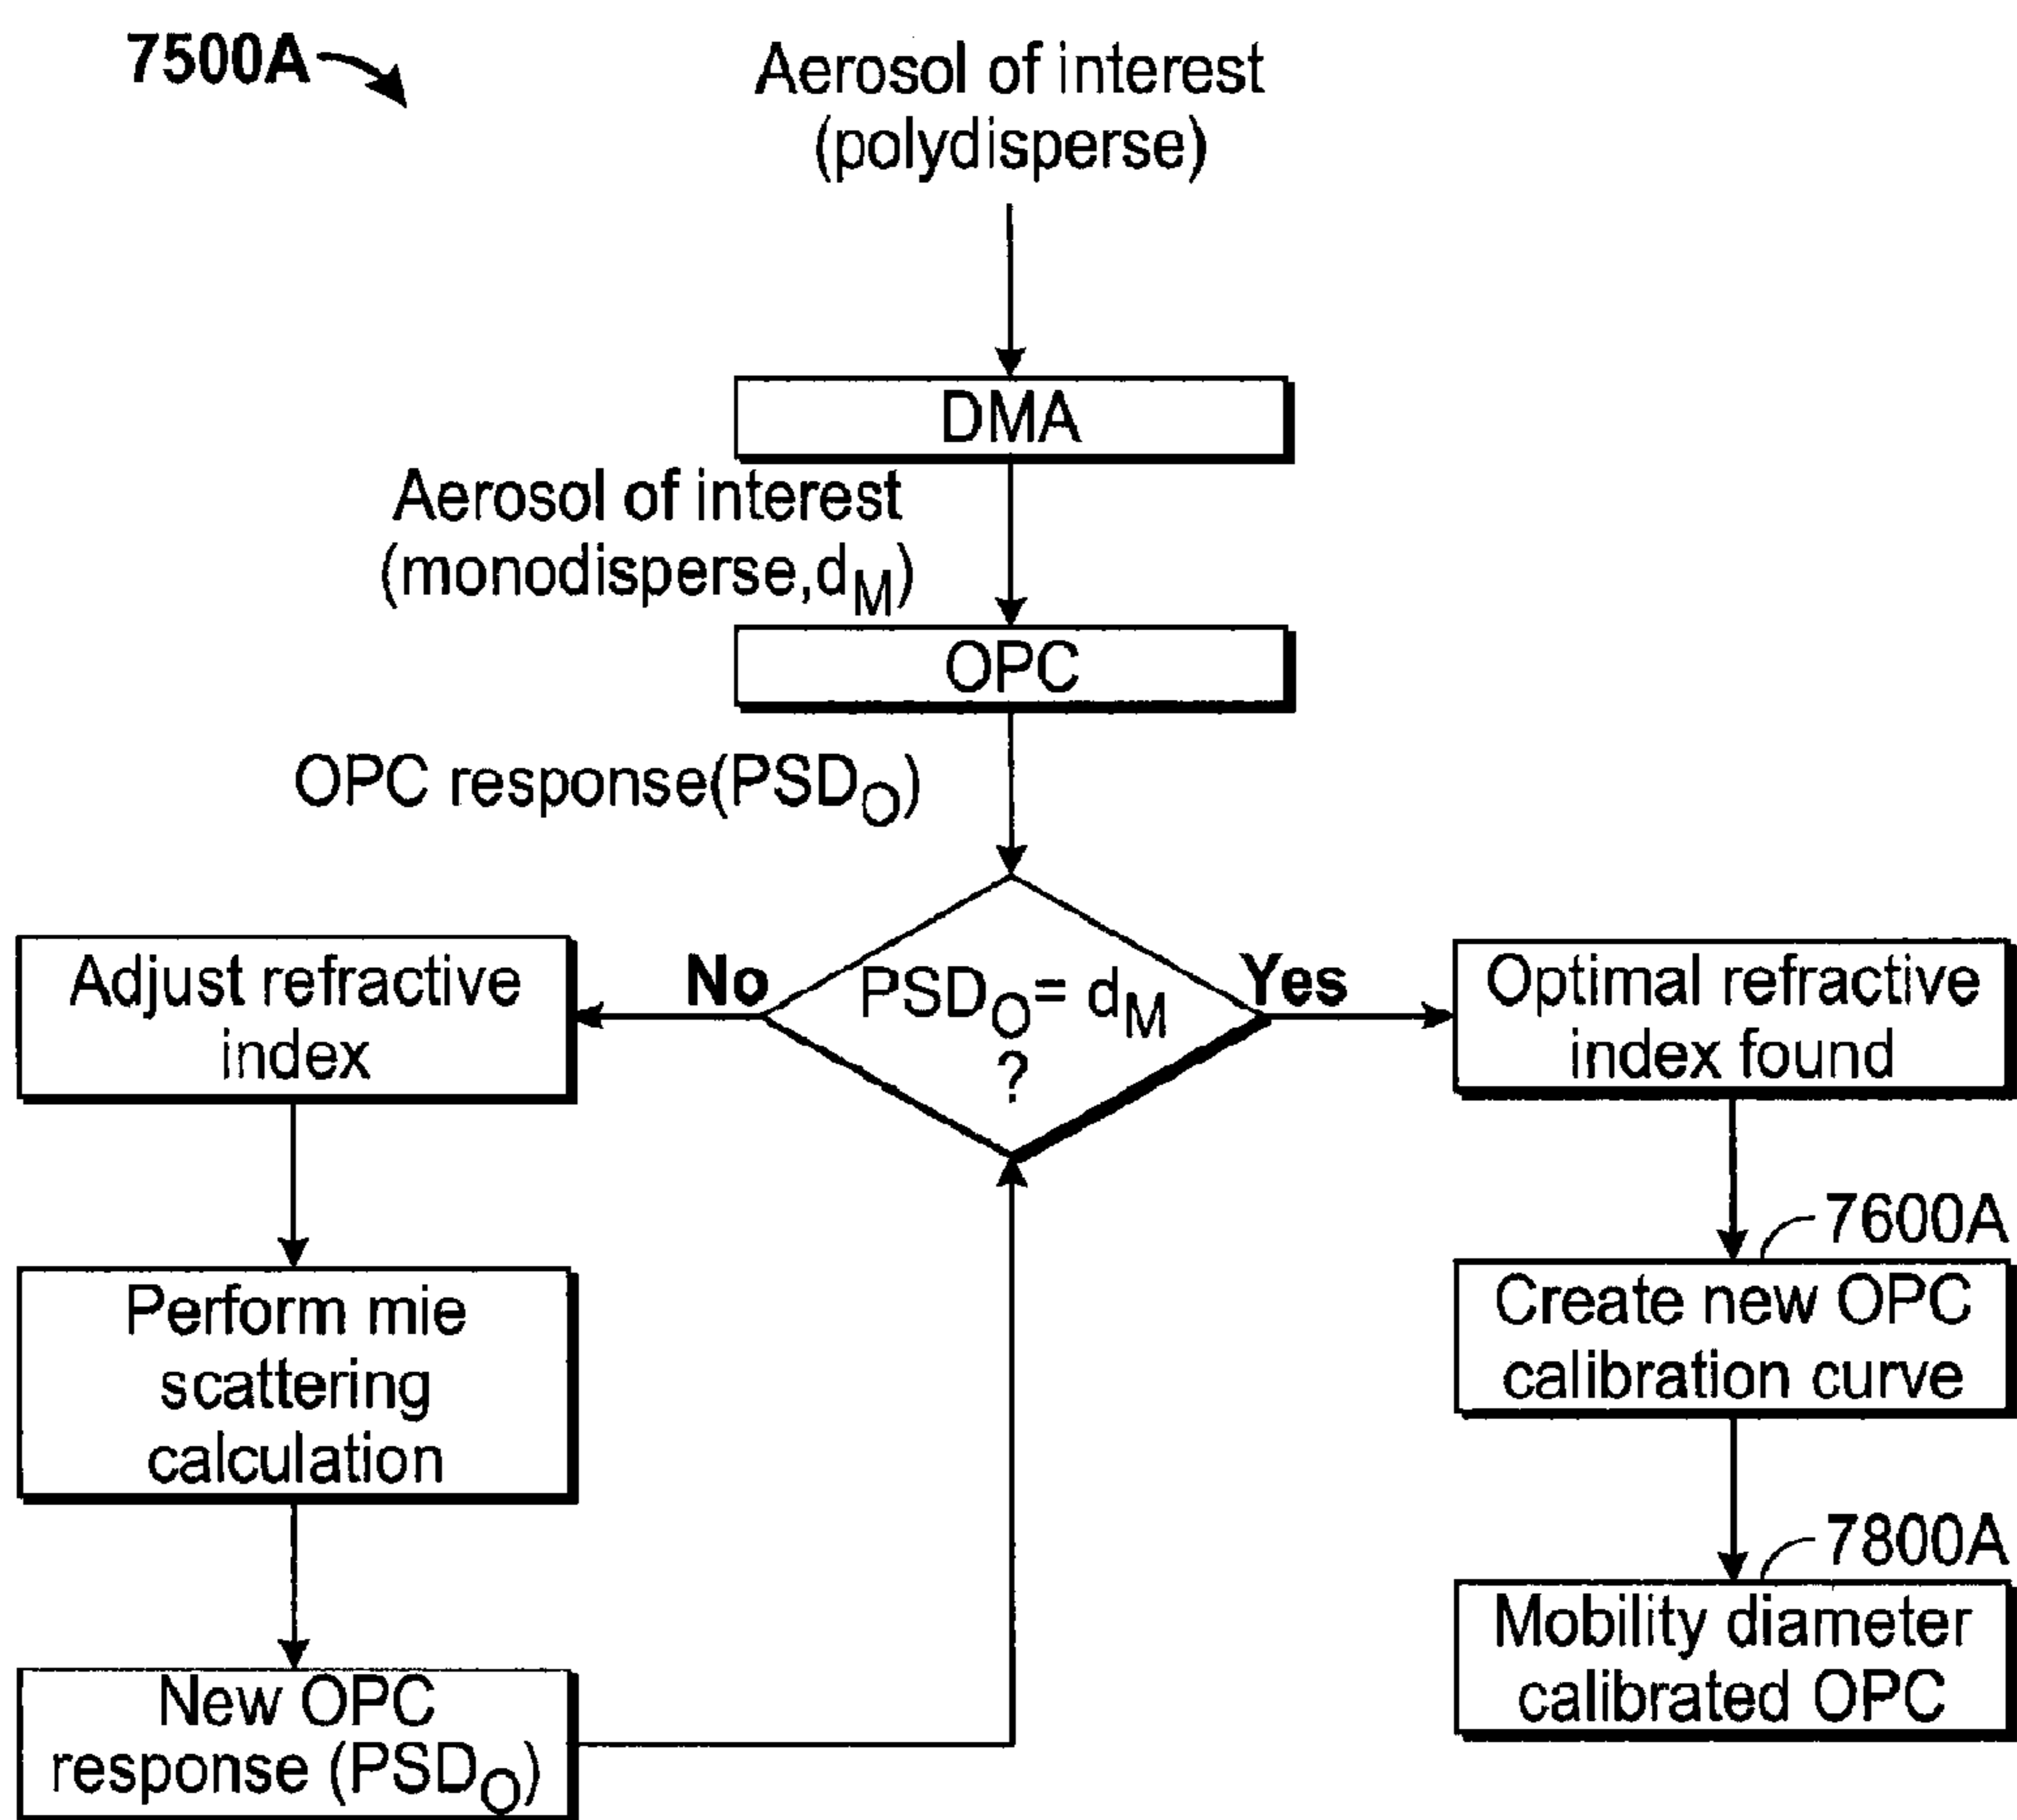 7500A
Aerosol of interest
(polydisperse)
DMA
Aerosol of interest
(monodisperse,dM)
OPC
OPC response(PSDO)
PSDO= dM
?
No
Yes
Adjust refractive
index
Perform mie
scattering
calculation
New OPC
response (PSDO)
Optimal refractive
index found
7600A
Create new OPC
calibration curve
7800A
Mobility diameter
calibrated OPC